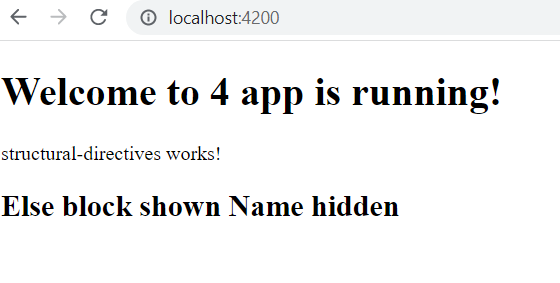 localhost:4200
Welcome to 4 app is running!
structural-directives works!
Else block shown Name hidden